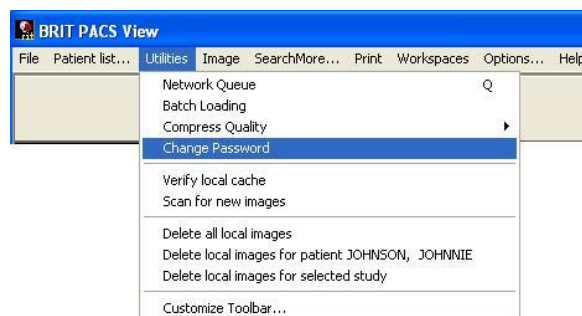 BRIT PACS View
File Patient list... Utilities Image SearchMore... Print Workspaces Options... Help
Network Queue Q
Batch Loading
Compress Quality
Change Password
Verify local cache
Scan for new images
Delete all local images
Delete local images for patient JOHNSON, JOHNNIE
Delete local images for selected study
Customize Toolbar...